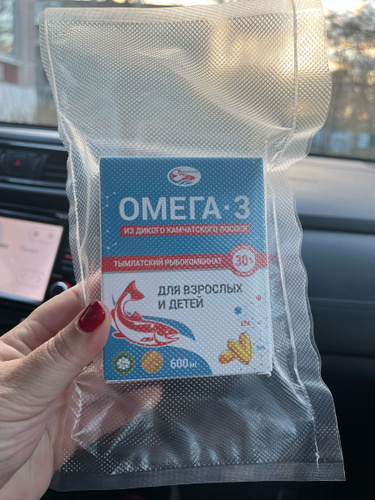 ОМЕГА·3
ИЗ ДИКОГО КАМЧАТСКОГО ЛОСОСЯ
ТЫМЛАТСКИЙ РЫБОКОМБИНАТ
30%
ДЛЯ ВЗРОСЛЫХ
И ДЕТЕЙ
600 мг